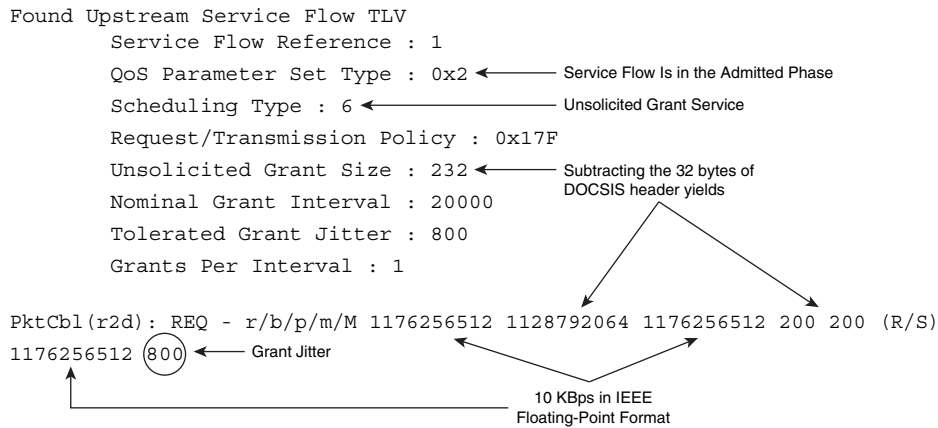 Found Upstream Service Flow TLV
Service Flow Reference : 1
QoS Parameter Set Type : 0x2
Service Flow Is in the Admitted Phase
Scheduling Type : 6
Unsolicited Grant Service
Request/Transmission Policy : 0x17F
Unsolicited Grant Size : 232
Subtracting the 32 bytes of
DOCSIS header yields
Nominal Grant Interval : 20000
Tolerated Grant Jitter : 800
Grants Per Interval : 1
PktCbl(r2d): REQ - r/b/p/m/M 1176256512 1128792064 1176256512 200 200 (R/S)
1176256512 800
Grant Jitter
10 KBps in IEEE
Floating-Point Format